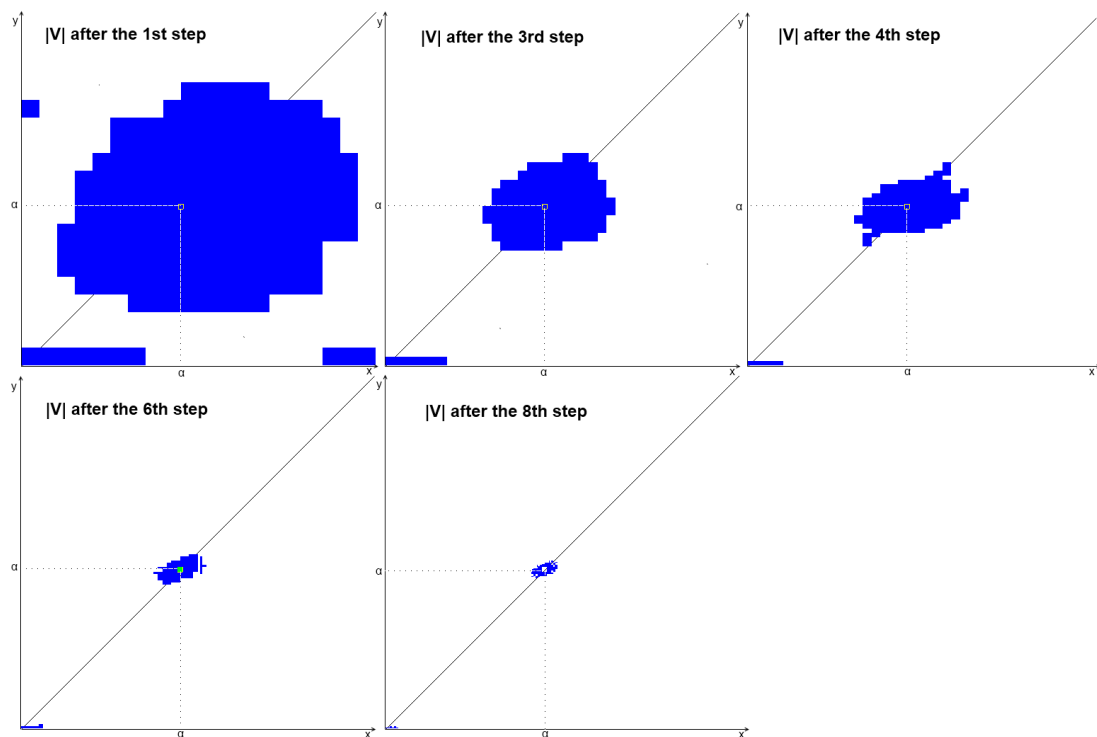 y
|V| after the 1st step
α
α
x
|V| after the 3rd step
α
α
y
|V| after the 4th step
α
α
x
y
|V| after the 6th step
α
α
x
|V| after the 8th step
α
α
x